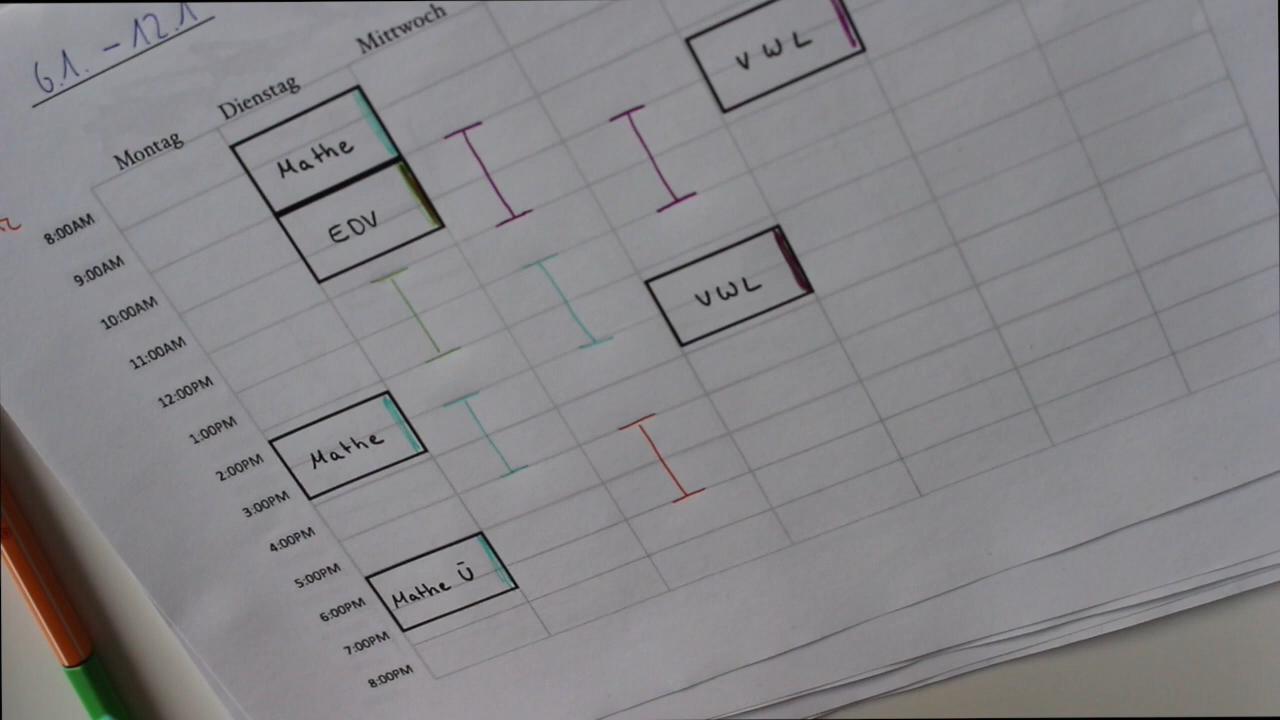 6.1. - 12.1
Montag
Dienstag
Mittwoch
8:00AM
9:00AM
10:00AM
11:00AM
12:00PM
1:00PM
2:00PM
3:00PM
4:00PM
5:00PM
6:00PM
7:00PM
8:00PM
Mathe
EDV
Mathe
Mathe Ü
VWL
VWL